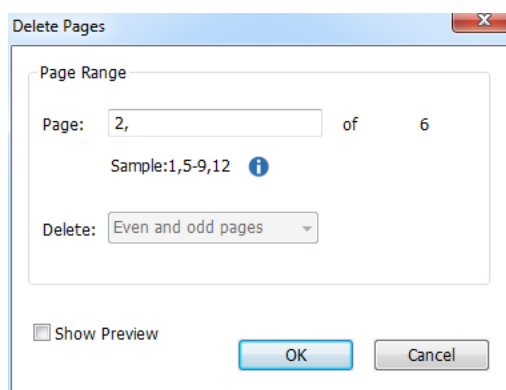 Delete Pages
Page Range
Page: 2, of 6
Sample:1,5-9,12
Delete: Even and odd pages
Show Preview
OK Cancel